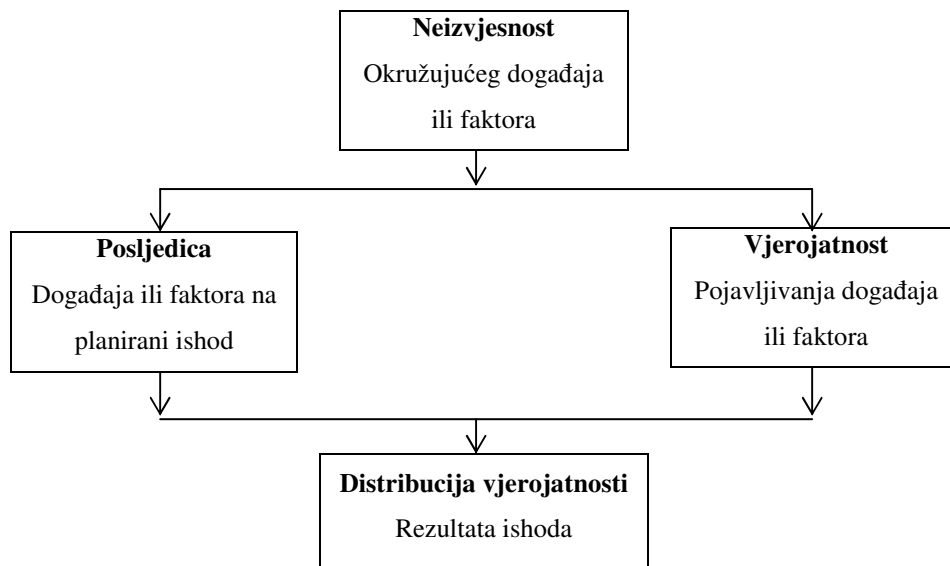 Neizvjesnost
Okružujućeg događaja
ili faktora
Posljedica
Događaja ili faktora na
planirani ishod
Vjerojatnost
Pojavljivanja događaja
ili faktora
Distribucija vjerojatnosti
Rezultata ishoda